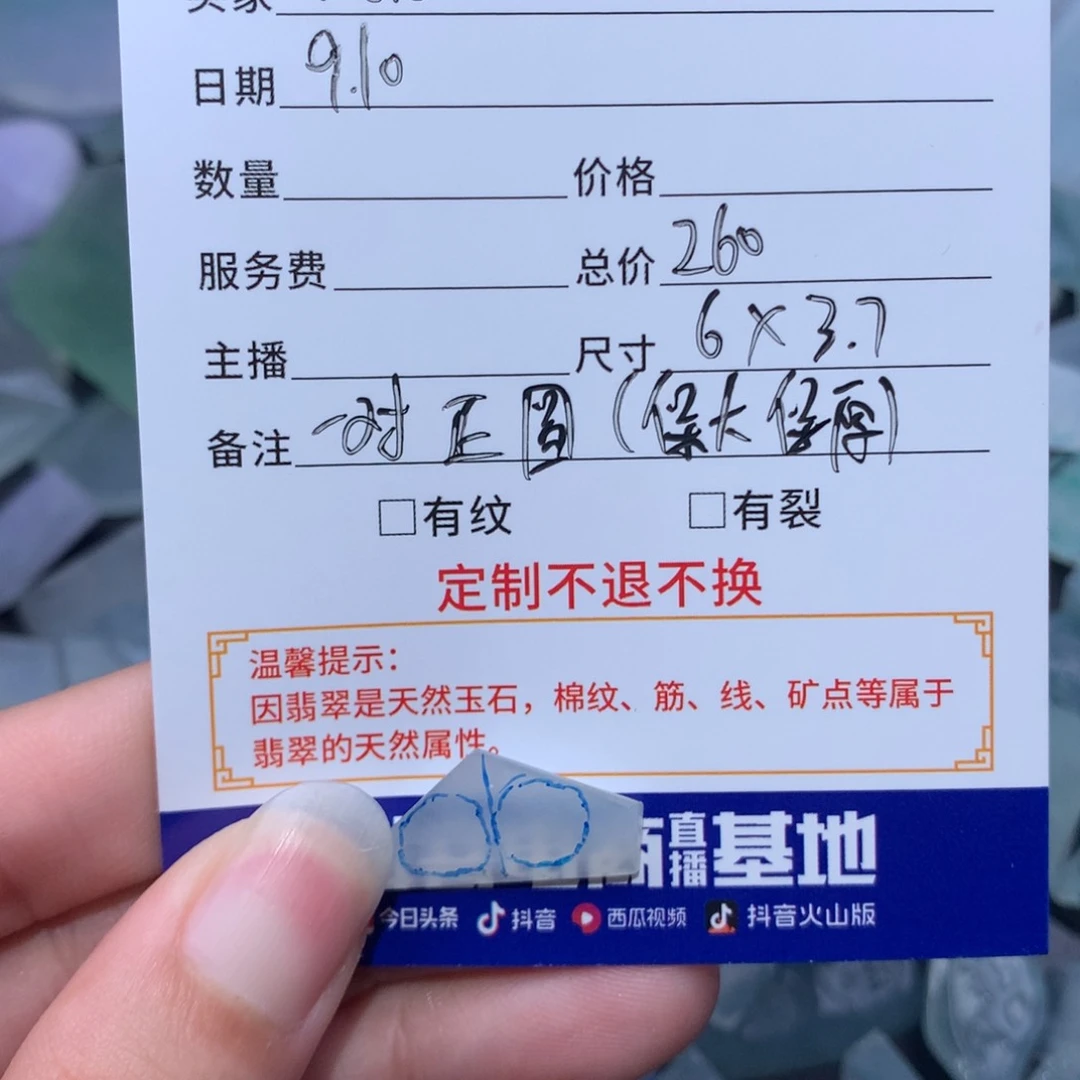 日期 9.10
数量 价格
服务费 总价 260
主播 尺寸 6×3.7
备注 一对正圈(保大保厚)
□有纹 □有裂
定制不退不换
温馨提示:
因翡翠是天然玉石，棉纹、筋、线、矿点等属于
翡翠的天然属性。
直播基地
今日头条 抖音 西瓜视频 抖音火山版